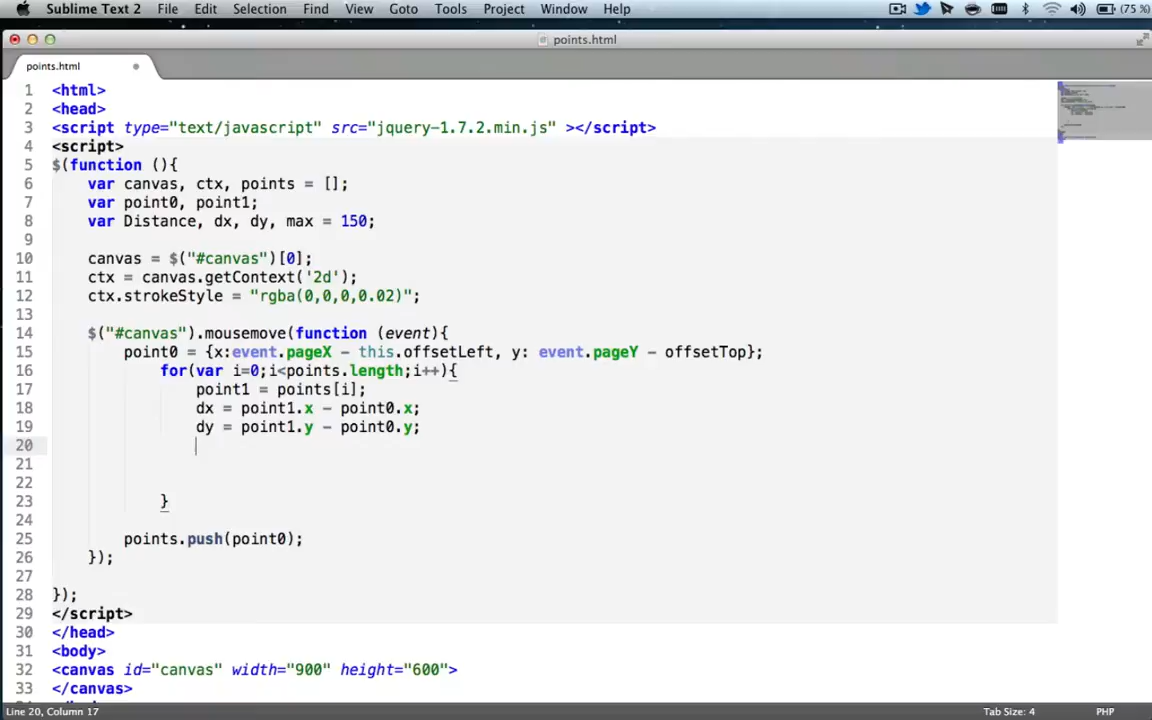 Sublime Text 2 File Edit Selection Find View Goto Tools Project Window Help (75 %)
points.html
points.html
1 <html>
2 <head>
3 <script type="text/javascript" src="jquery-1.7.2.min.js" ></script>
4 <script>
5 $(function (){
6 var canvas, ctx, points = [];
7 var point0, point1;
8 var Distance, dx, dy, max = 150;
9
10 canvas = $("#canvas")[0];
11 ctx = canvas.getContext('2d');
12 ctx.strokeStyle = "rgba(0,0,0,0.02)";
13
14 $("#canvas").mousemove(function (event){
15 point0 = {x:event.pageX - this.offsetLeft, y: event.pageY - offsetTop};
16 for(var i=0;i<points.length;i++){
17 point1 = points[i];
18 dx = point1.x - point0.x;
19 dy = point1.y - point0.y;
20
21
22
23 }
24
25 points.push(point0);
26 });
27
28 });
29 </script>
30 </head>
31 <body>
32 <canvas id="canvas" width="900" height="600">
33 </canvas>
Line 20, Column 17 Tab Size: 4 PHP